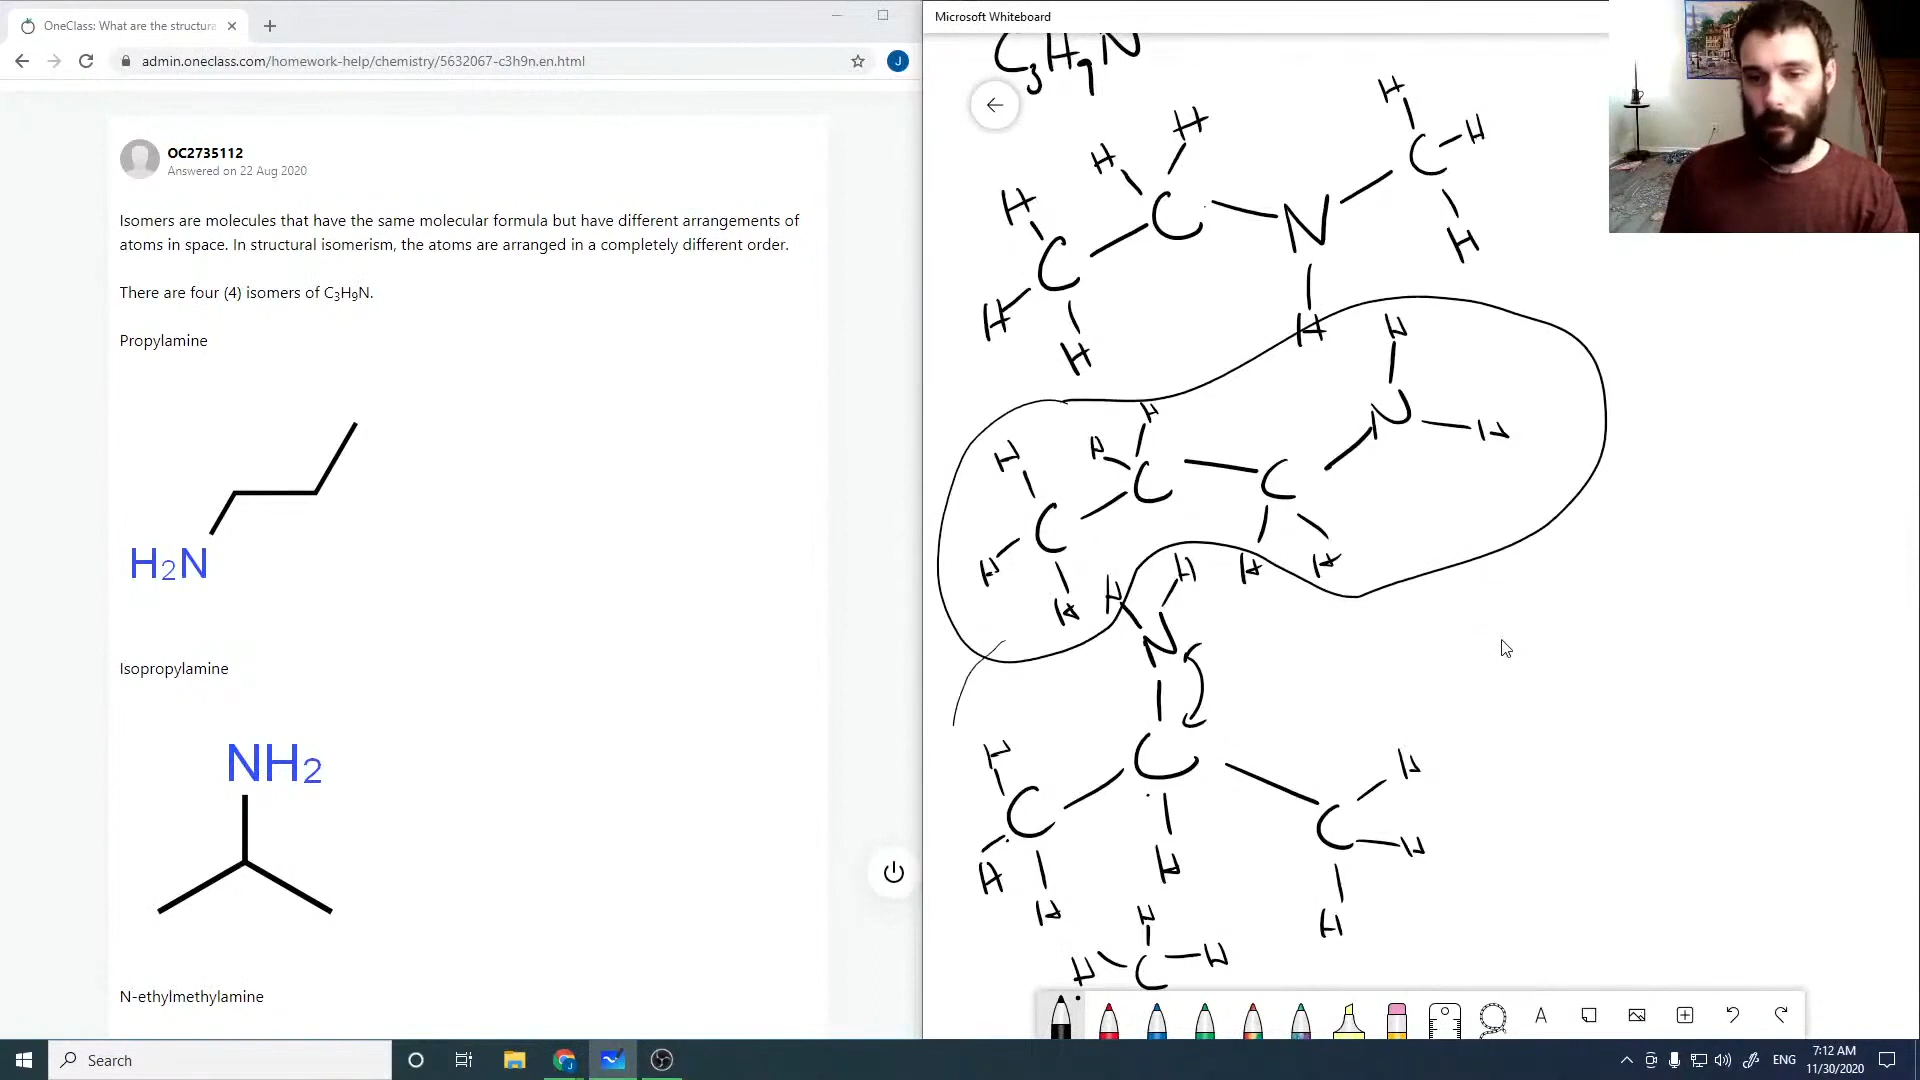 OneClass: What are the structura
admin.oneclass.com/homework-help/chemistry/5632067-c3h9n.en.html
J
OC2735112
Answered on 22 Aug 2020
Isomers are molecules that have the same molecular formula but have different arrangements of
atoms in space. In structural isomerism, the atoms are arranged in a completely different order.
There are four (4) isomers of C₃H₉N.
Propylamine
H₂N
Isopropylamine
NH₂
N-ethylmethylamine
Microsoft Whiteboard
C₃H₉N
H
H
H
H
H
C
H
C
N
C
H
H
H
H
H
H
H
H
H
N
H
C
C
C
H
H
H
H
H
H
H
N
H
C
H
C
C
H
H
H
H
H
H
H
C
H
A
Search
ENG
7:12 AM
11/30/2020